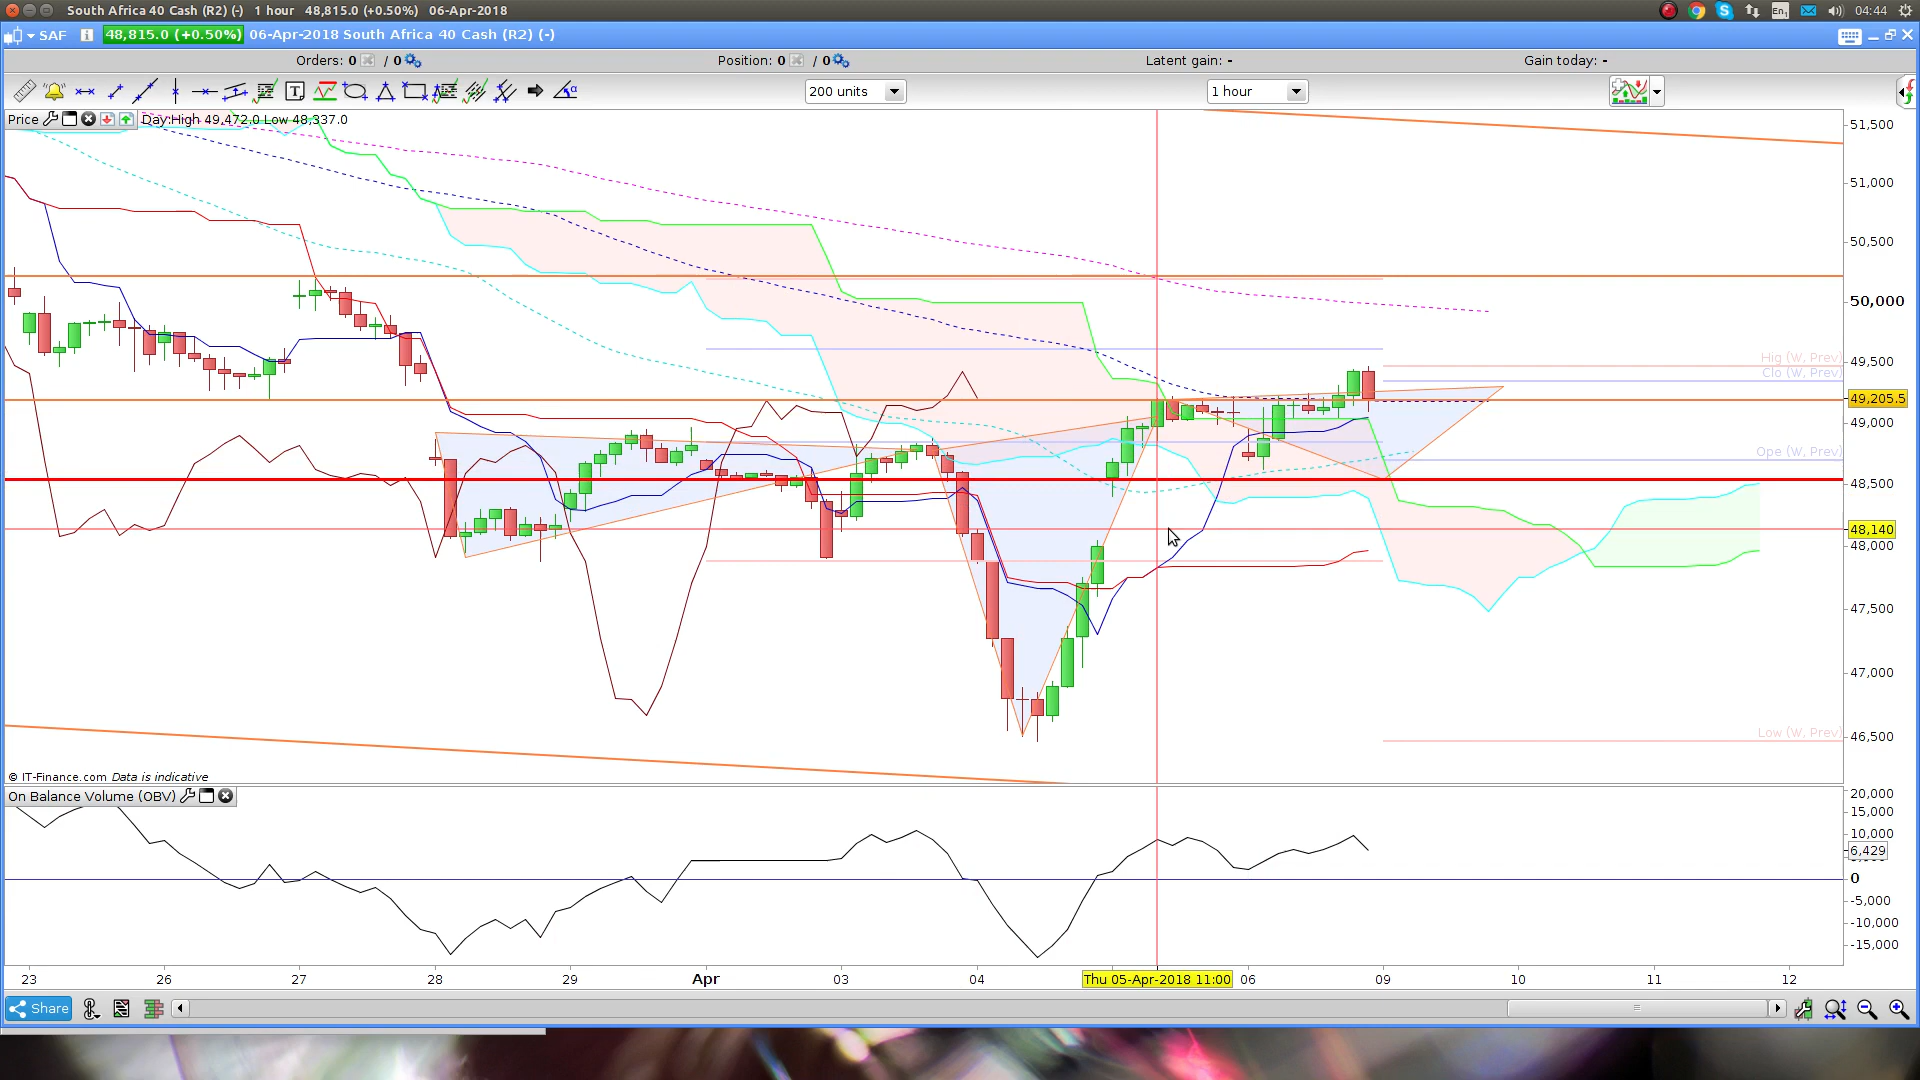 South Africa 40 Cash (R2) (-) 1 hour 48,815.0 (+0.50%) 06-Apr-2018
En1 04:44
SAF 48,815.0 (+0.50%) 06-Apr-2018 South Africa 40 Cash (R2) (-)
Orders: 0 / 0 Position: 0 / 0 Latent gain: - Gain today: -
200 units 1 hour
Price Day:High 49,472.0 Low 48,337.0
51,500
51,000
50,500
50,000
49,500
Hig (W, Prev)
Clo (W, Prev)
49,205.5
49,000
Ope (W, Prev)
48,500
48,140
48,000
47,500
47,000
Low (W, Prev)
46,500
© IT-Finance.com Data is indicative
On Balance Volume (OBV)
20,000
15,000
10,000
6,429
0
-5,000
-10,000
-15,000
23 26 27 28 29 Apr 03 04 Thu 05-Apr-2018 11:00 06 09 10 11 12
Share